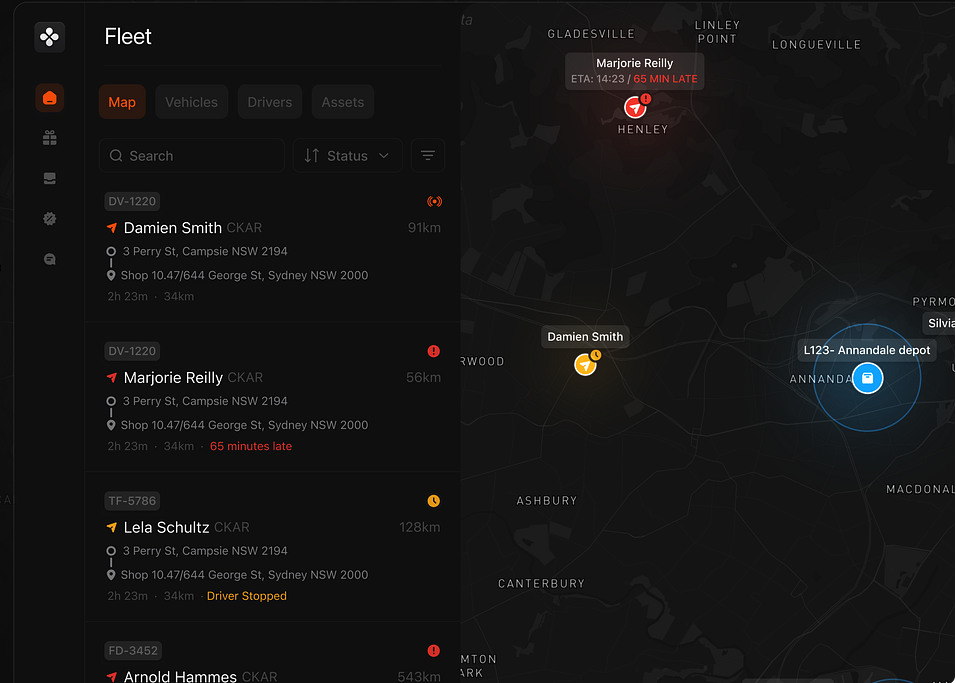 Fleet
Map
Vehicles
Drivers
Assets
Search
Status
DV-1220
Damien Smith CKAR
91km
3 Perry St, Campsie NSW 2194
Shop 10.47/644 George St, Sydney NSW 2000
2h 23m · 34km
DV-1220
Marjorie Reilly CKAR
56km
3 Perry St, Campsie NSW 2194
Shop 10.47/644 George St, Sydney NSW 2000
2h 23m · 34km · 65 minutes late
TF-5786
Lela Schultz CKAR
128km
3 Perry St, Campsie NSW 2194
Shop 10.47/644 George St, Sydney NSW 2000
2h 23m · 34km · Driver Stopped
FD-3452
Arnold Hammes CKAR
543km
ta
GLADESVILLE
LINLEY
POINT
LONGUEVILLE
Marjorie Reilly
ETA: 14:23 / 65 MIN LATE
HENLEY
PYRMO
Silvia
Damien Smith
L123- Annandale depot
RWOOD
ANNANDA
MACDONAL
ASHBURY
CANTERBURY
MTON
ARK